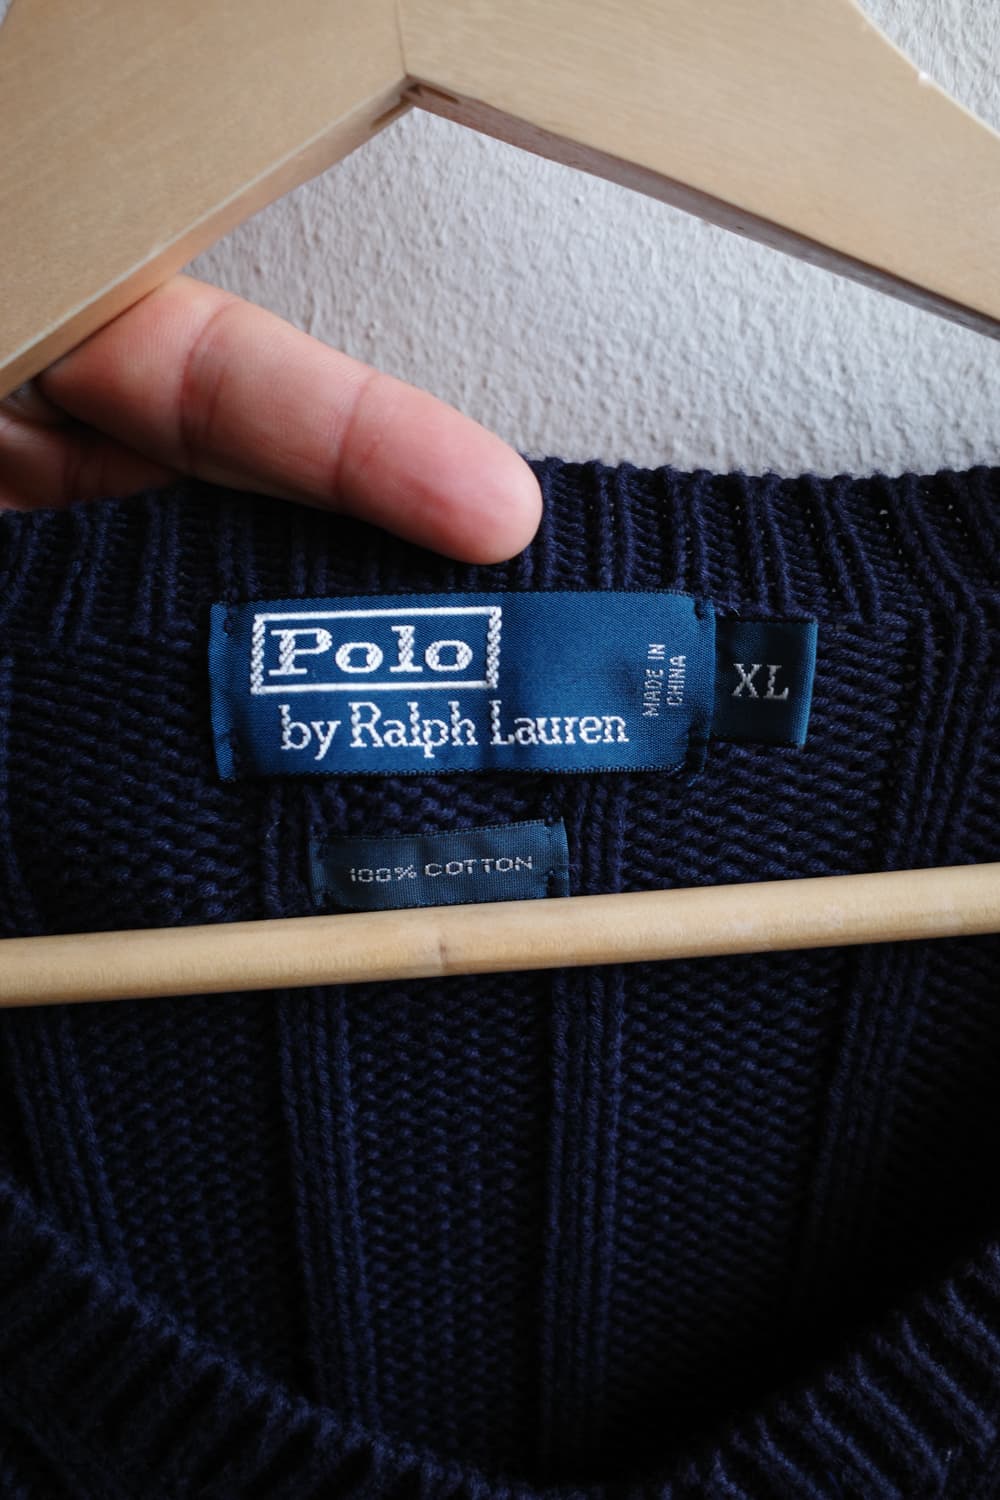 Polo
by Ralph Lauren
MADE IN
CHINA
XL
100% COTTON